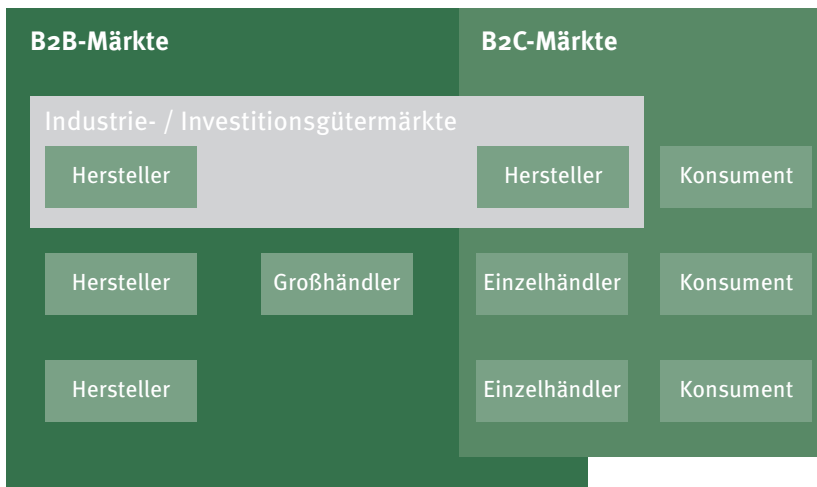 B2B-Märkte B2C-Märkte
Industrie- / Investitionsgütermärkte
Hersteller Hersteller Konsument
Hersteller Großhändler Einzelhändler Konsument
Hersteller Einzelhändler Konsument